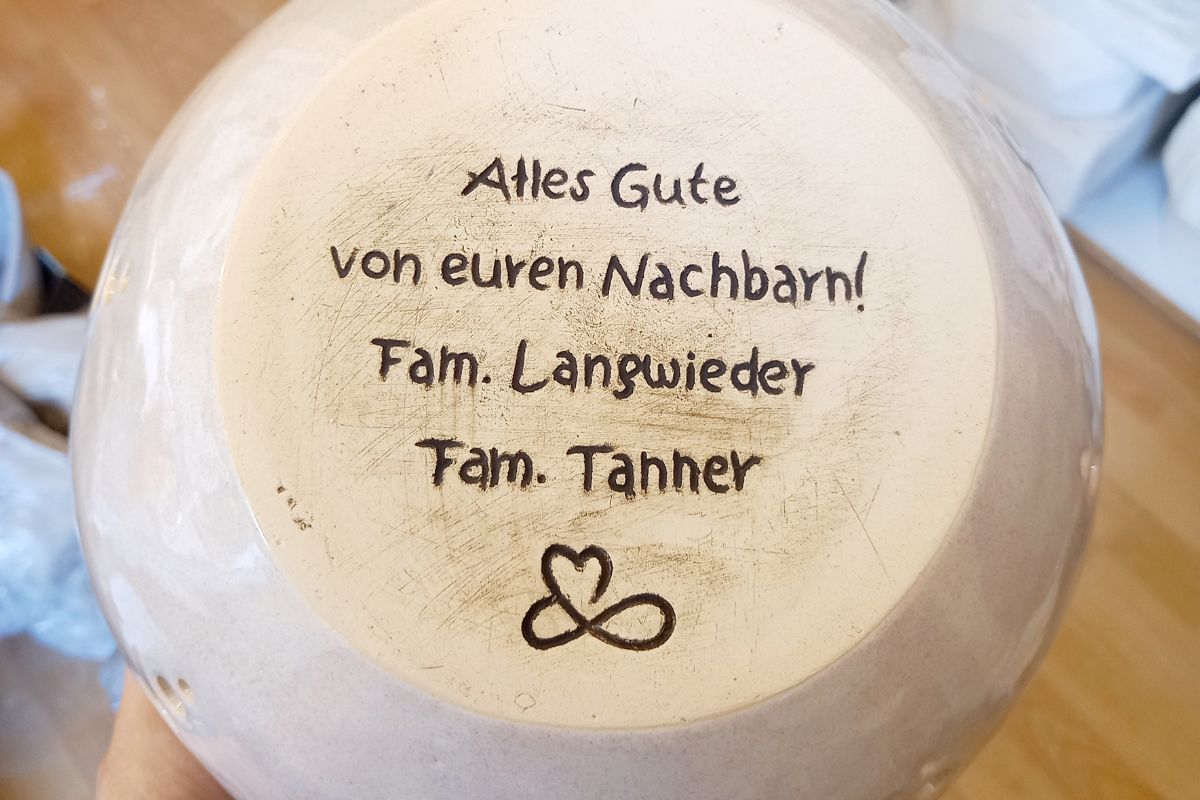 Alles Gute
von euren Nachbarn!
Fam. Langwieder
Fam. Tanner